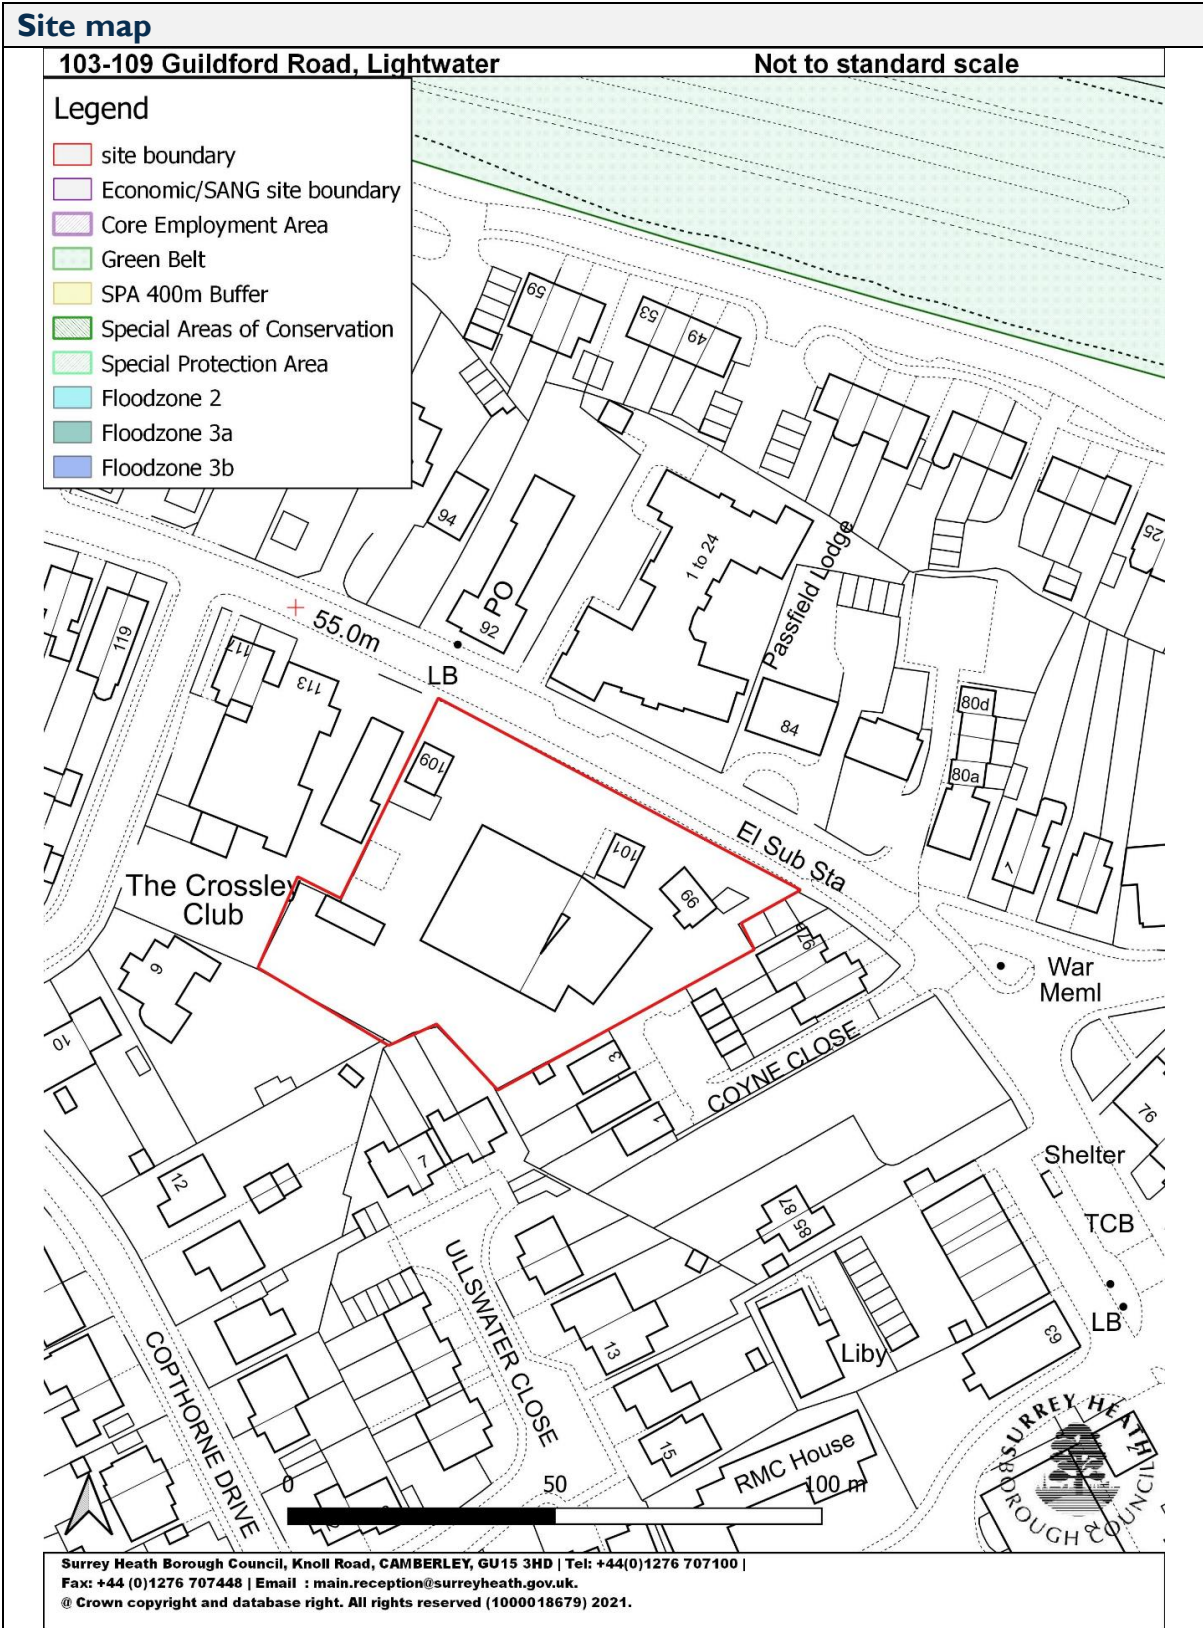 Site map
103-109 Guildford Road, Lightwater
Not to standard scale
Legend
site boundary
Economic/SANG site boundary
Core Employment Area
Green Belt
SPA 400m Buffer
Special Areas of Conservation
Special Protection Area
Floodzone 2
Floodzone 3a
Floodzone 3b
59
53
49
25
94
PO
92
1 to 24
Passfield Lodge
119
55.0m
117
113
LB
84
80d
80a
109
101
99
El Sub Sta
7
The Crossley
Club
97a
9
10
War
Meml
3
1
COYNE CLOSE
76
Shelter
12
7
87
85
TCB
ULLSWATER CLOSE
LB
63
13
Liby
COPTHORNE DRIVE
15
RMC House
SURREY HEATH
BOROUGH COUNCIL
2
0
50
100 m
Surrey Heath Borough Council, Knoll Road, CAMBERLEY, GU15 3HD | Tel: +44(0)1276 707100 |
Fax: +44 (0)1276 707448 | Email : main.reception@surreyheath.gov.uk.
@ Crown copyright and database right. All rights reserved (1000018679) 2021.